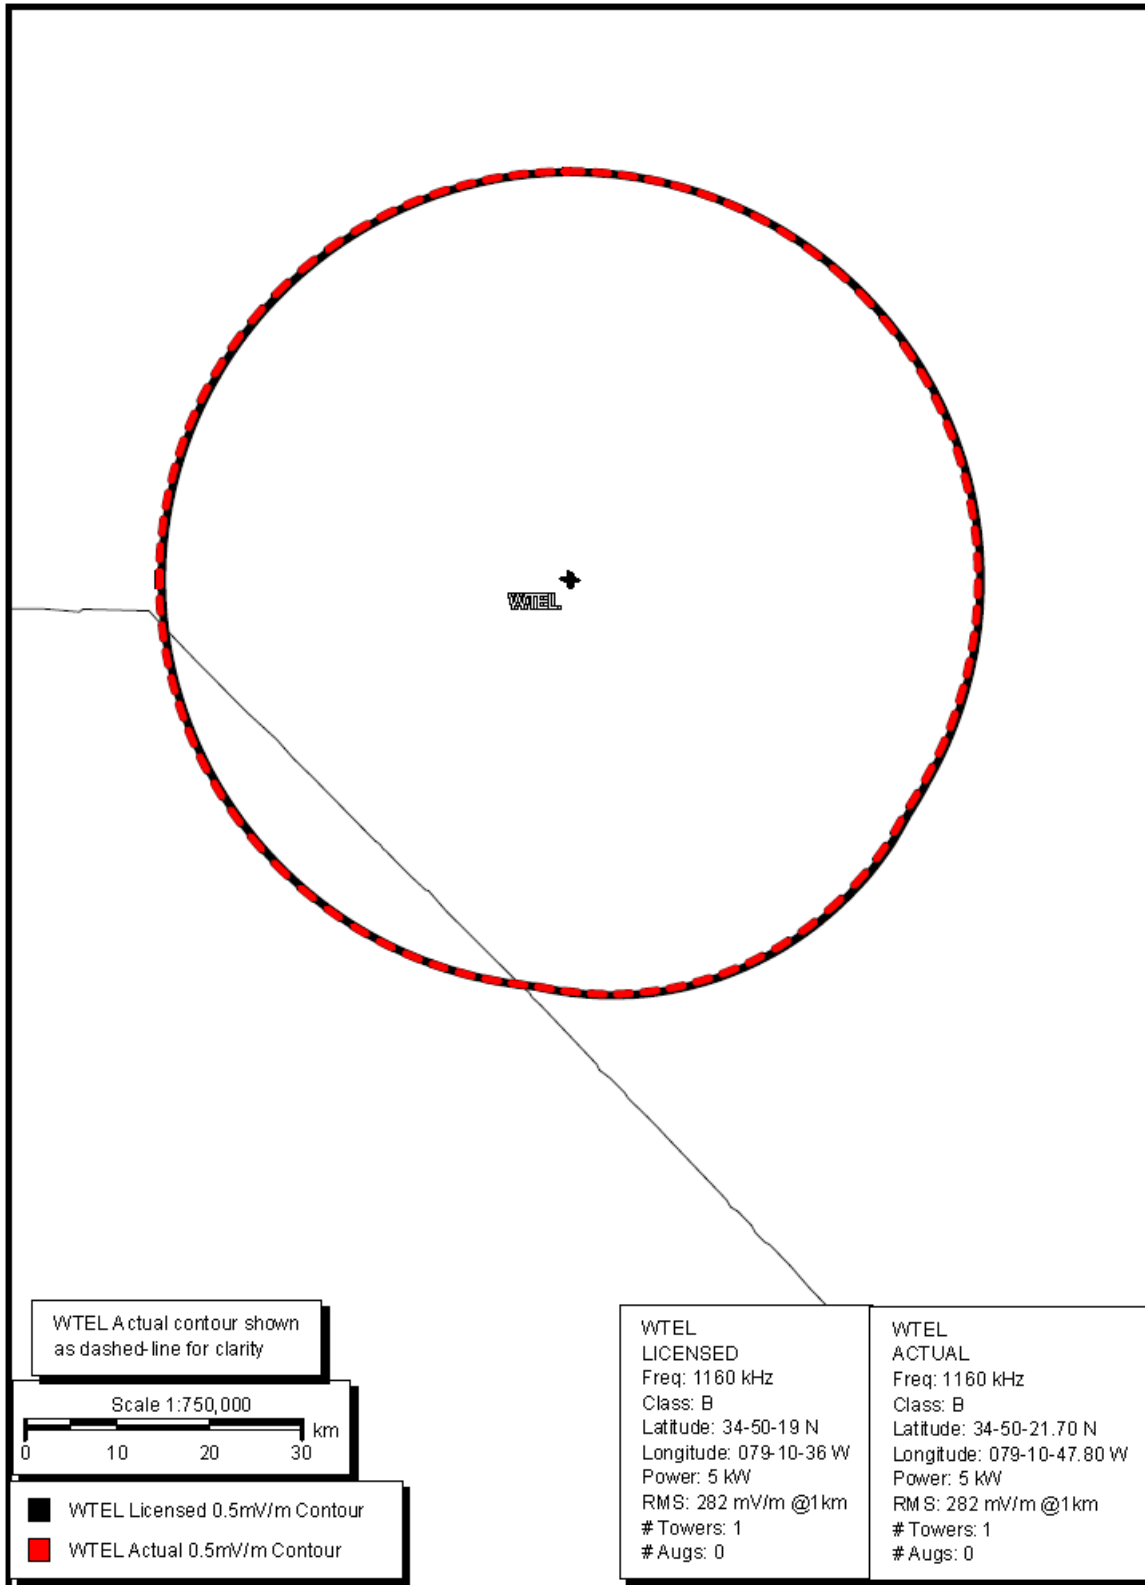 WTEL
WTEL Actual contour shown
as dashed-line for clarity
Scale 1:750,000
km
0 10 20 30
WTEL Licensed 0.5mV/m Contour
WTEL Actual 0.5mV/m Contour
WTEL
LICENSED
Freq: 1160 kHz
Class: B
Latitude: 34-50-19 N
Longitude: 079-10-36 W
Power: 5 kW
RMS: 282 mV/m @1km
# Towers: 1
# Augs: 0
WTEL
ACTUAL
Freq: 1160 kHz
Class: B
Latitude: 34-50-21.70 N
Longitude: 079-10-47.80 W
Power: 5 kW
RMS: 282 mV/m @1km
# Towers: 1
# Augs: 0